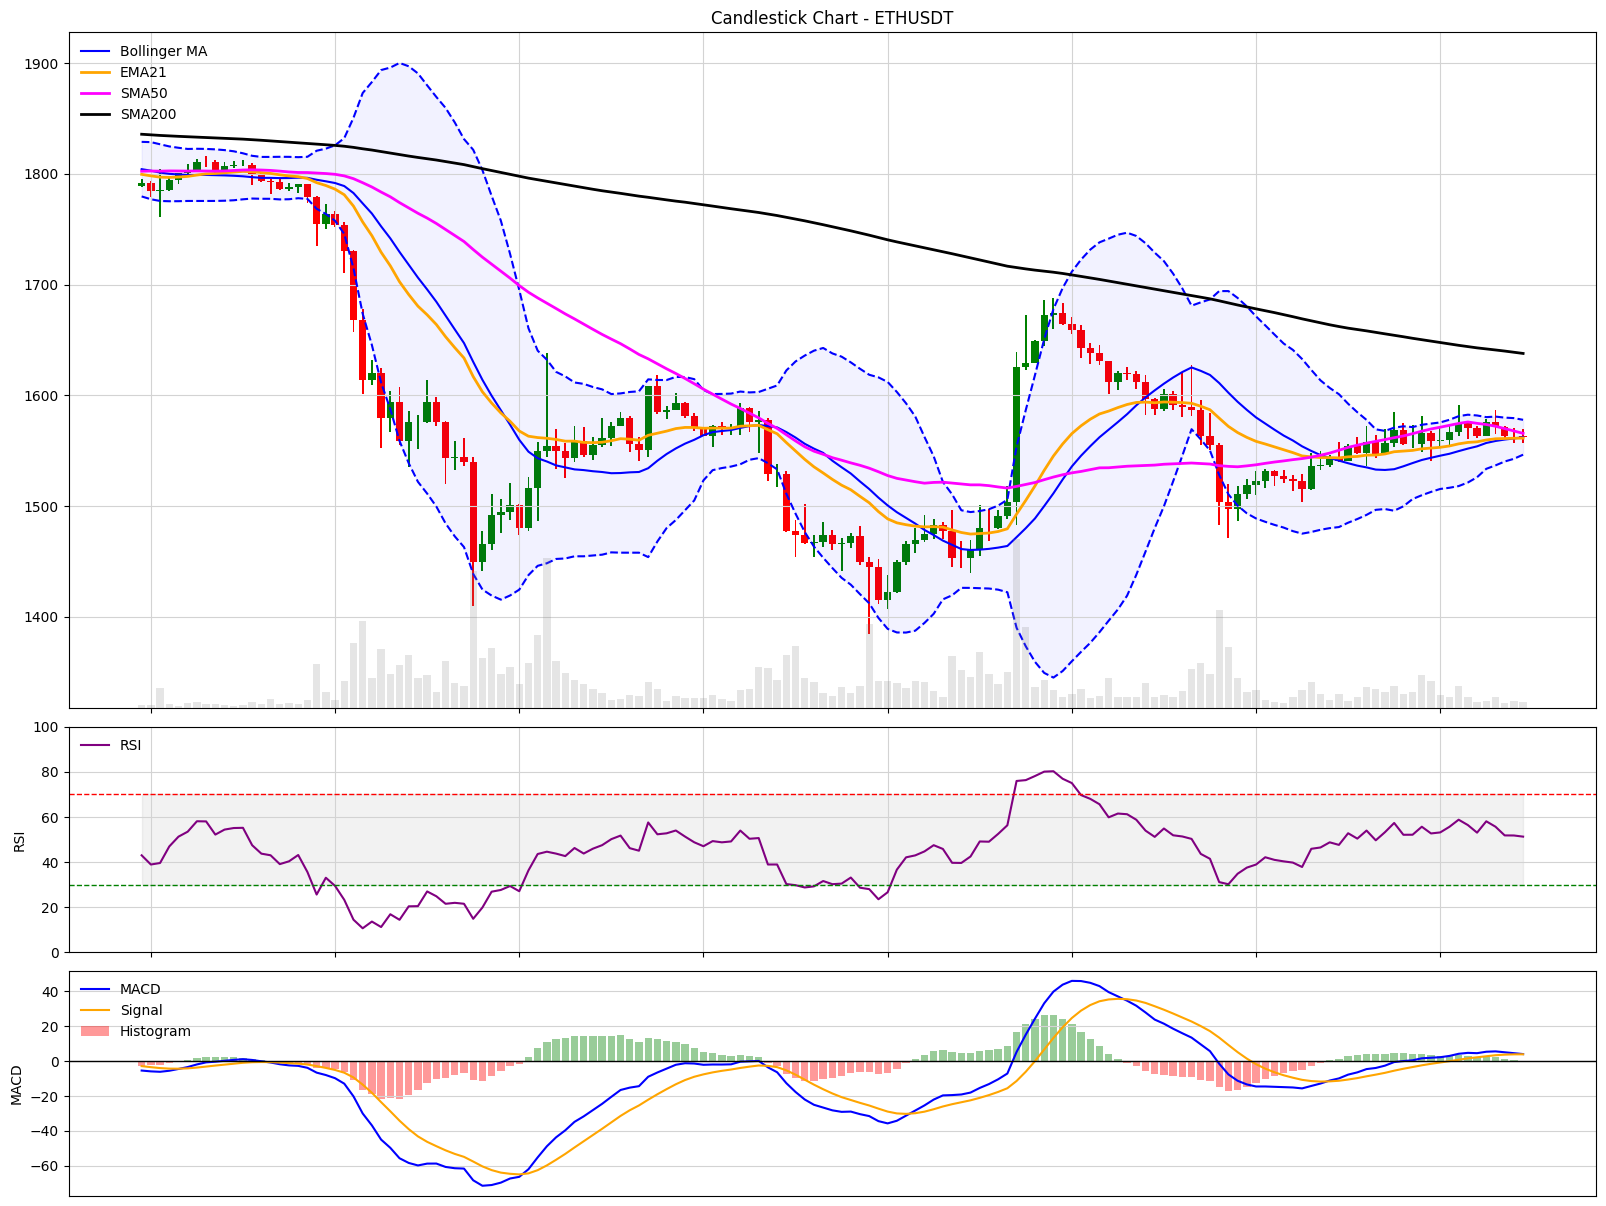 Candlestick Chart - ETHUSDT
Bollinger MA
EMA21
SMA50
SMA200
1900
1800
1700
1600
1500
1400
RSI
RSI
100
80
60
40
20
0
MACD
Signal
Histogram
MACD
40
20
0
−20
−40
−60